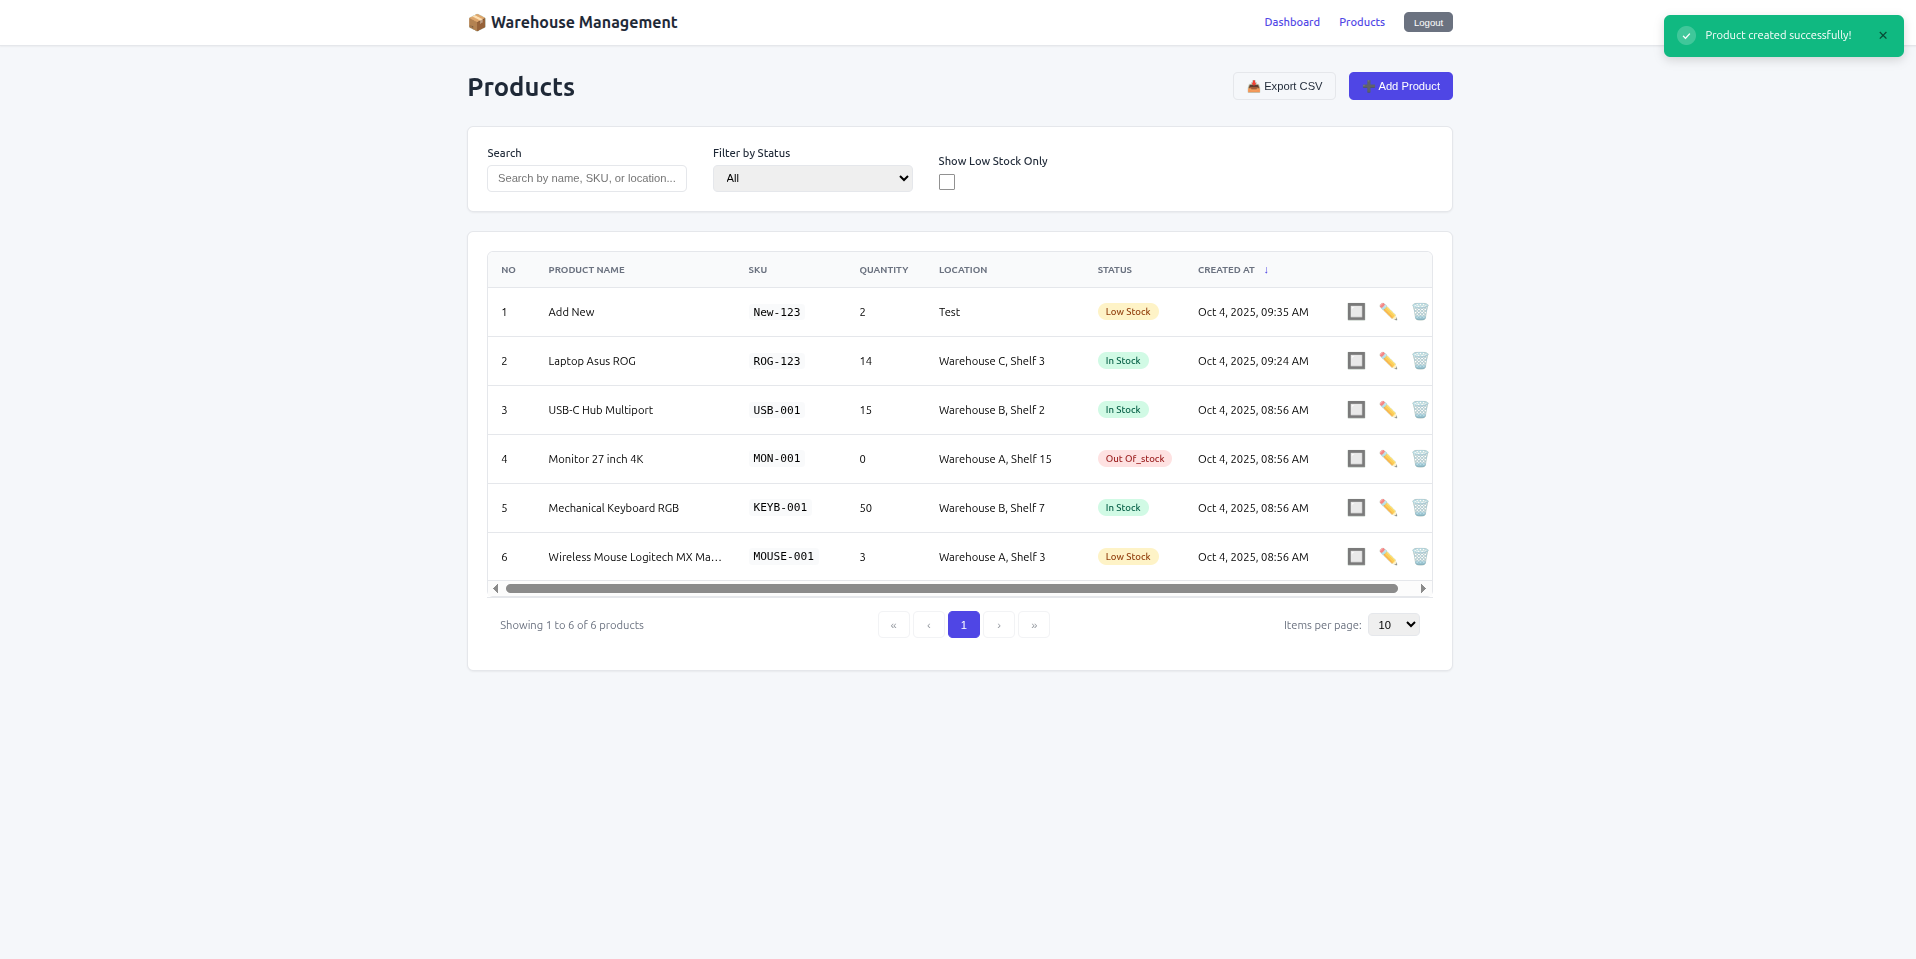 📦 Warehouse Management
Dashboard Products Logout
Product created successfully! ✕
Products
📥 Export CSV ➕ Add Product
Search Filter by Status Show Low Stock Only
Search by name, SKU, or location... All
NO PRODUCT NAME SKU QUANTITY LOCATION STATUS CREATED AT ↓
1 Add New New-123 2 Test Low Stock Oct 4, 2025, 09:35 AM
2 Laptop Asus ROG ROG-123 14 Warehouse C, Shelf 3 In Stock Oct 4, 2025, 09:24 AM
3 USB-C Hub Multiport USB-001 15 Warehouse B, Shelf 2 In Stock Oct 4, 2025, 08:56 AM
4 Monitor 27 inch 4K MON-001 0 Warehouse A, Shelf 15 Out Of_stock Oct 4, 2025, 08:56 AM
5 Mechanical Keyboard RGB KEYB-001 50 Warehouse B, Shelf 7 In Stock Oct 4, 2025, 08:56 AM
6 Wireless Mouse Logitech MX Ma... MOUSE-001 3 Warehouse A, Shelf 3 Low Stock Oct 4, 2025, 08:56 AM
Showing 1 to 6 of 6 products « ‹ 1 › » Items per page: 10